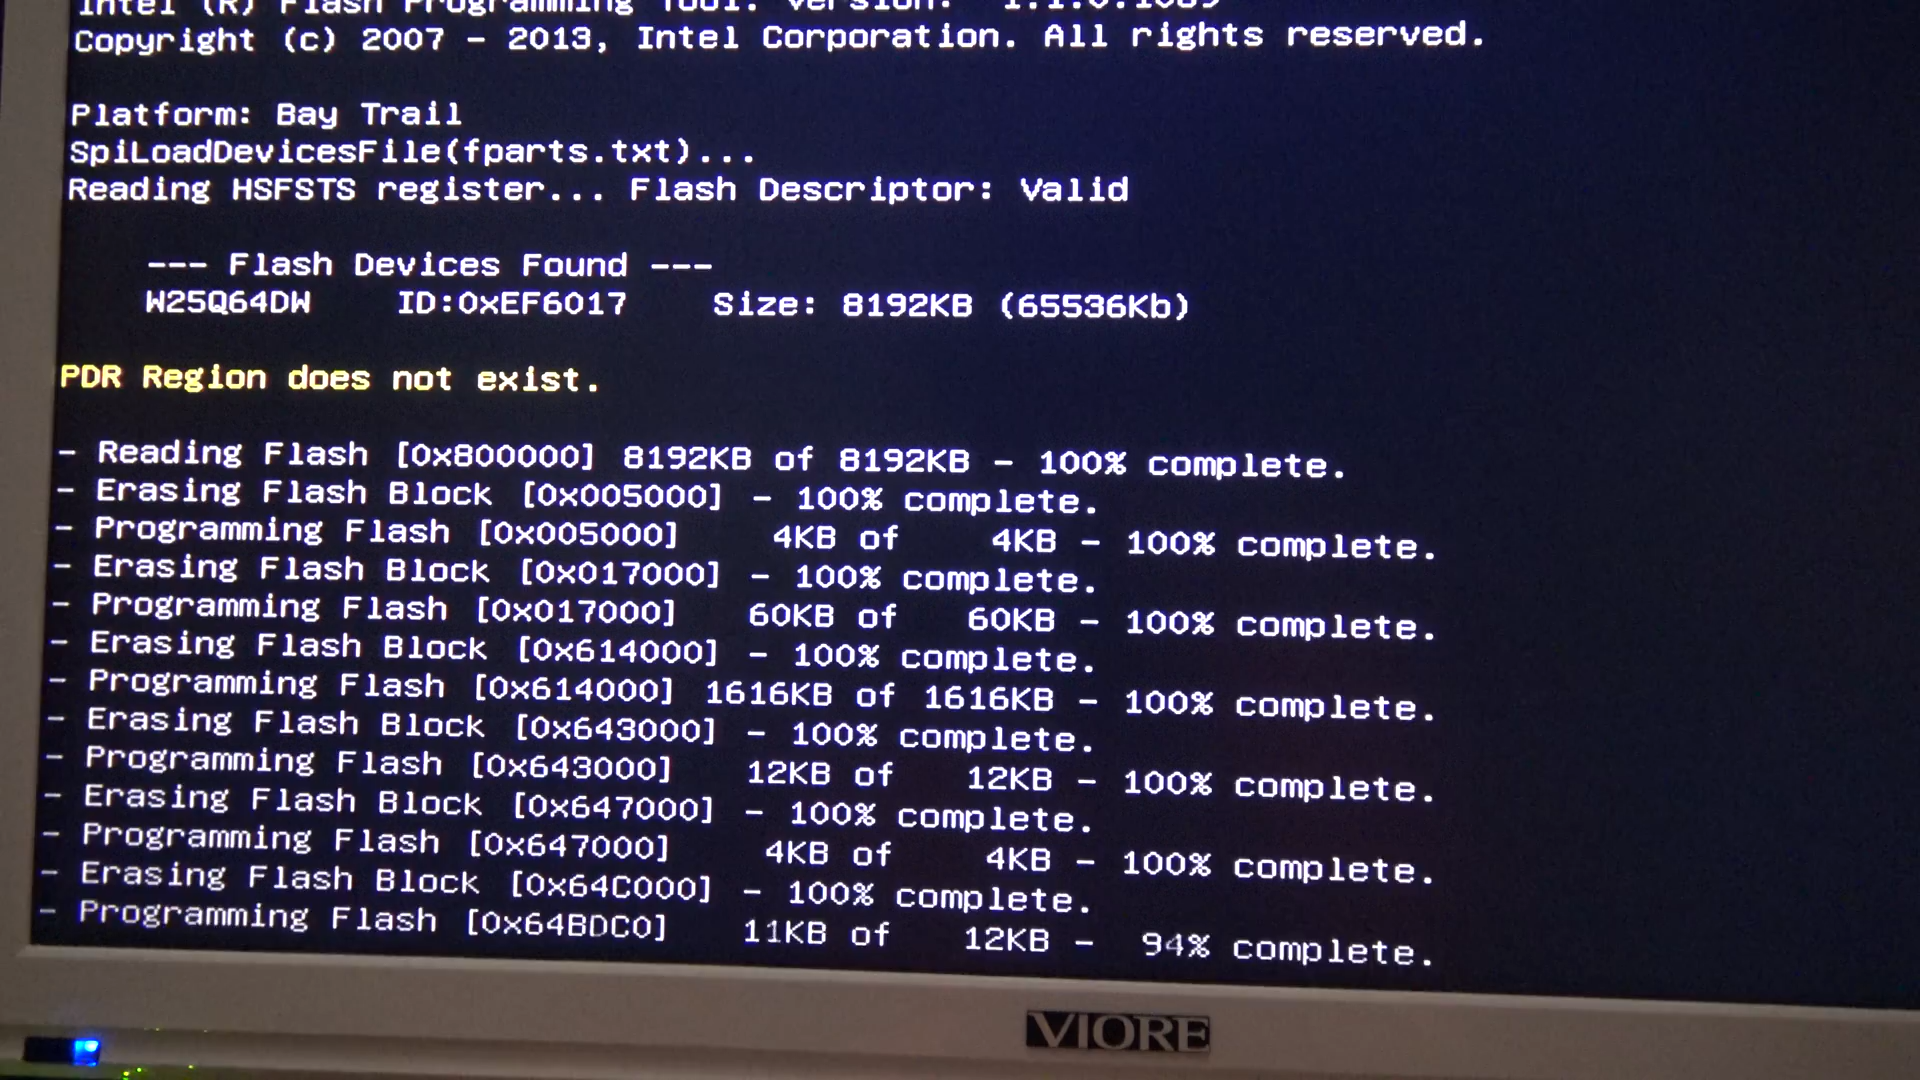 Intel (R) Flash Programming Tool. Version: 1.1.0.1089
Copyright (c) 2007 - 2013, Intel Corporation. All rights reserved.
Platform: Bay Trail
SpiLoadDevicesFile(fparts.txt)...
Reading HSFSTS register... Flash Descriptor: Valid
--- Flash Devices Found ---
W25Q64DW ID:0xEF6017 Size: 8192KB (65536Kb)
PDR Region does not exist.
- Reading Flash [0x800000] 8192KB of 8192KB - 100% complete.
- Erasing Flash Block [0x005000] - 100% complete.
- Programming Flash [0x005000] 4KB of 4KB - 100% complete.
- Erasing Flash Block [0x017000] - 100% complete.
- Programming Flash [0x017000] 60KB of 60KB - 100% complete.
- Erasing Flash Block [0x614000] - 100% complete.
- Programming Flash [0x614000] 1616KB of 1616KB - 100% complete.
- Erasing Flash Block [0x643000] - 100% complete.
- Programming Flash [0x643000] 12KB of 12KB - 100% complete.
- Erasing Flash Block [0x647000] - 100% complete.
- Programming Flash [0x647000] 4KB of 4KB - 100% complete.
- Erasing Flash Block [0x64C000] - 100% complete.
- Programming Flash [0x64BDC0] 11KB of 12KB - 94% complete.
VIORE